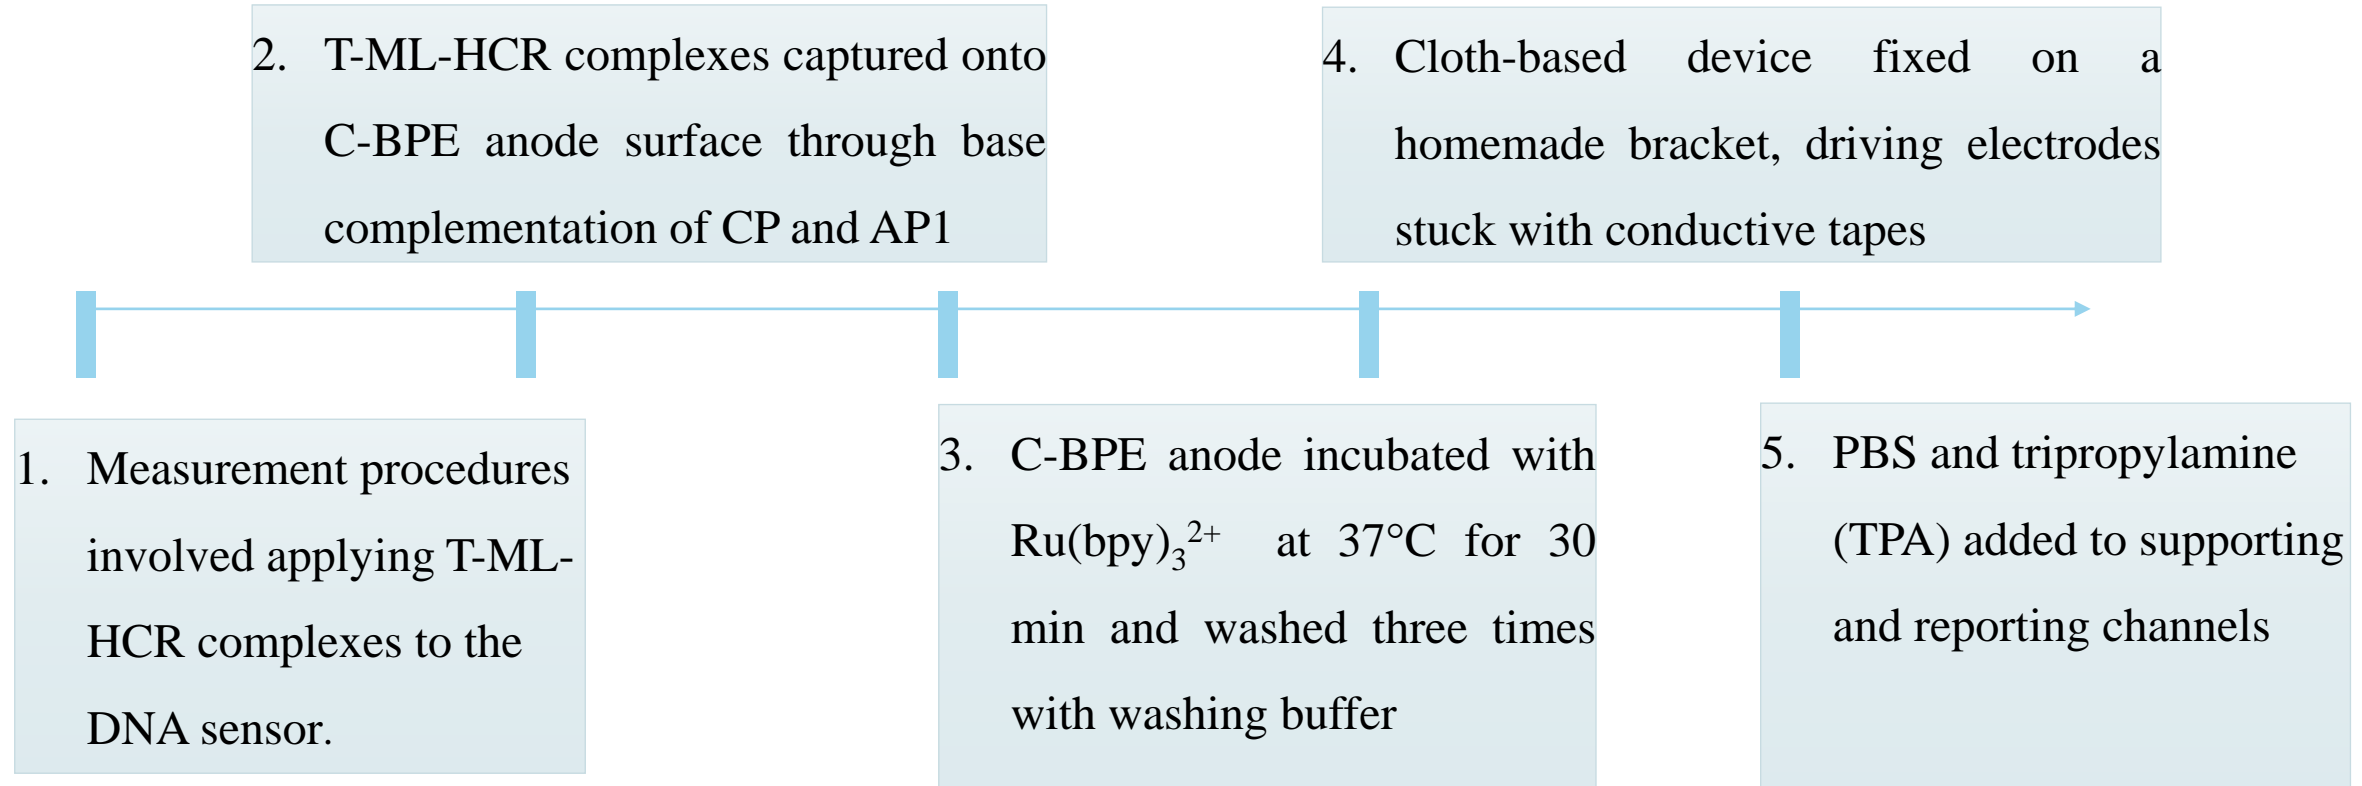 1. Measurement procedures
involved applying T-ML-
HCR complexes to the
DNA sensor.
2. T-ML-HCR complexes captured onto
C-BPE anode surface through base
complementation of CP and AP1
3. C-BPE anode incubated with
Ru(bpy)₃²⁺ at 37°C for 30
min and washed three times
with washing buffer
4. Cloth-based device fixed on a
homemade bracket, driving electrodes
stuck with conductive tapes
5. PBS and tripropylamine
(TPA) added to supporting
and reporting channels